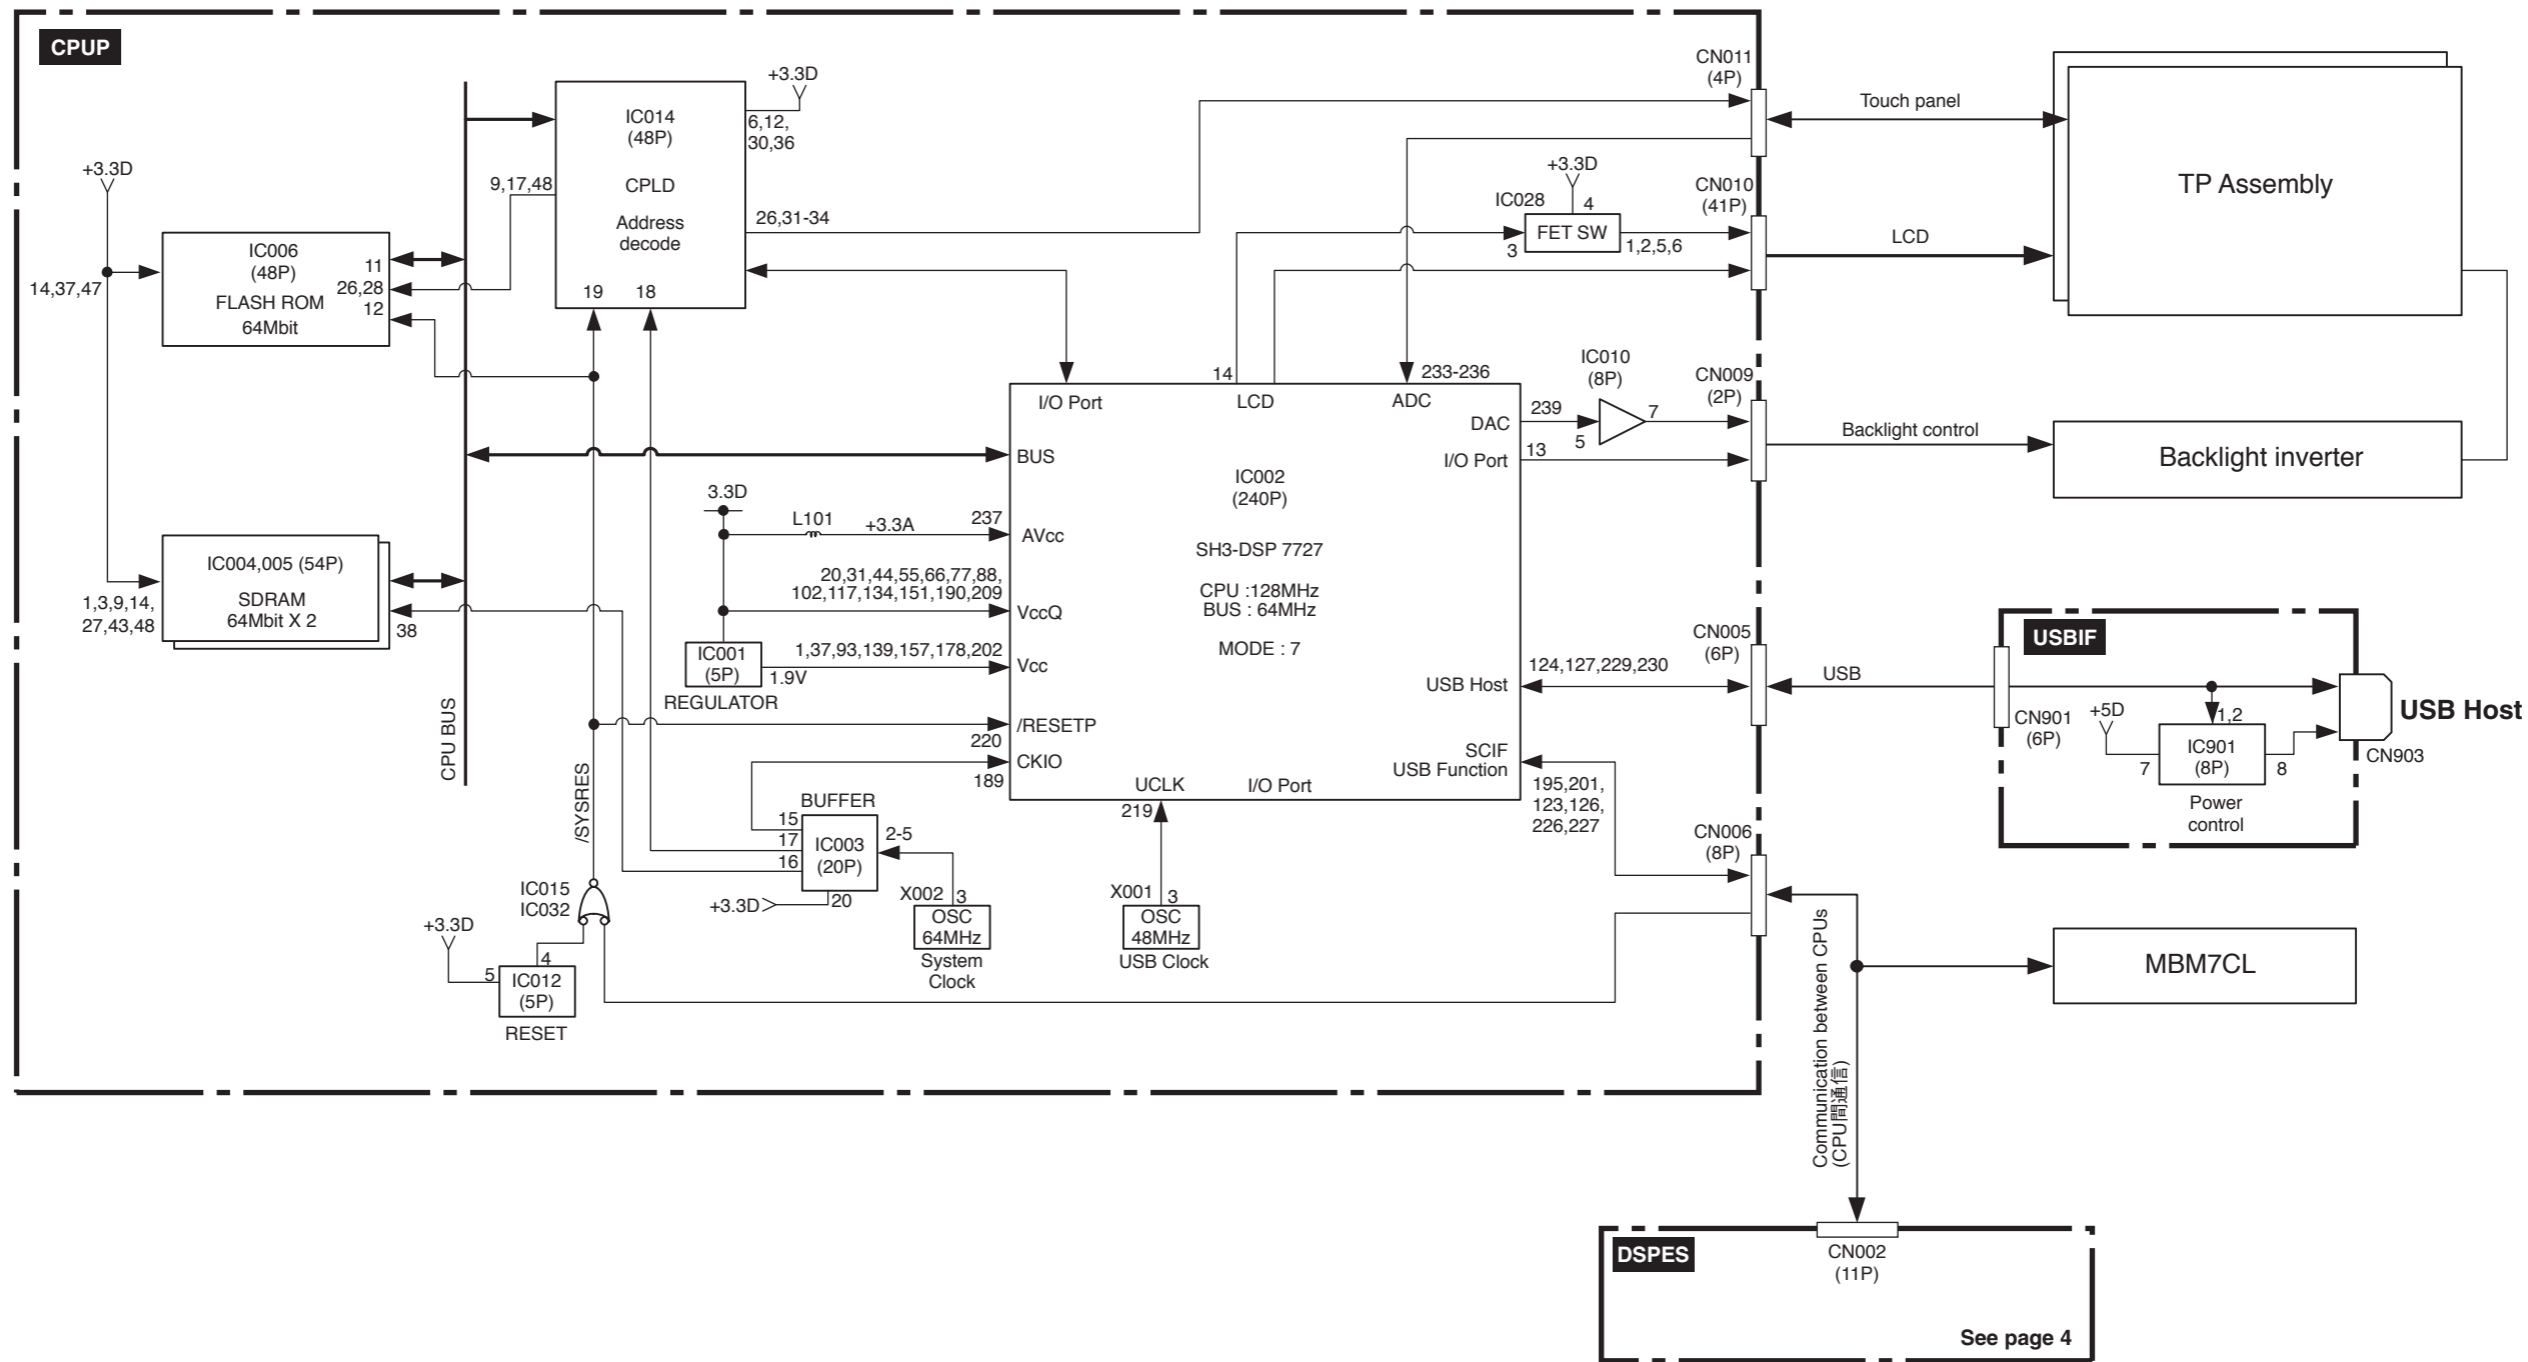 CPUP
+3.3D
14,37,47
IC006
(48P)
FLASH ROM
64Mbit
11
26,28
12
IC004,005 (54P)
SDRAM
64Mbit X 2
1,3,9,14,
27,43,48
38
CPU BUS
IC014
(48P)
CPLD
Address
decode
+3.3D
6,12,
30,36
9,17,48
26,31-34
19
18
/SYSRES
3.3D
L101
+3.3A
237
20,31,44,55,66,77,88,
102,117,134,151,190,209
IC001
(5P)
REGULATOR
1.9V
1,37,93,139,157,178,202
220
189
BUFFER
15
17
16
IC003
(20P)
2-5
20
+3.3D
X002
3
OSC
64MHz
System
Clock
X001
3
OSC
48MHz
USB Clock
219
IC015
IC032
+3.3D
5
4
IC012
(5P)
RESET
I/O Port
14
LCD
ADC
233-236
BUS
AVcc
VccQ
Vcc
/RESETP
CKIO
UCLK
I/O Port
IC002
(240P)
SH3-DSP 7727
CPU :128MHz
BUS : 64MHz
MODE : 7
DAC
239
I/O Port
13
USB Host
124,127,229,230
SCIF
USB Function
195,201,
123,126,
226,227
IC010
(8P)
5
7
+3.3D
IC028
4
FET SW
3
1,2,5,6
CN011
(4P)
CN010
(41P)
CN009
(2P)
CN005
(6P)
CN006
(8P)
Touch panel
LCD
TP Assembly
Backlight control
Backlight inverter
USB
USBIF
CN901
(6P)
+5D
1,2
IC901
(8P)
7
8
Power
control
USB Host
CN903
Communication between CPUs
(CPU間通信)
MBM7CL
DSPES
CN002
(11P)
See page 4